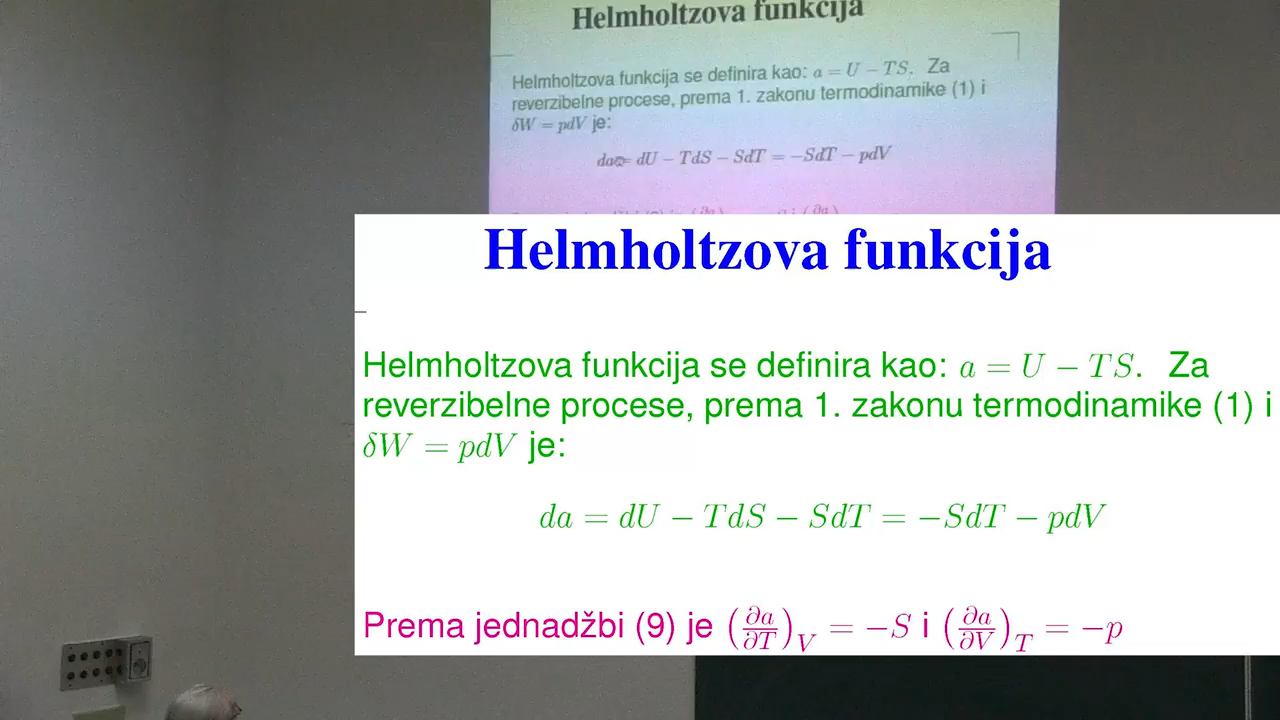 Helmholtzova funkcija
Helmholtzova funkcija se definira kao: a = U − TS. Za
reverzibelne procese, prema 1. zakonu termodinamike (1) i
δW = pdV je:
da = dU − TdS − SdT = −SdT − pdV
Helmholtzova funkcija
Helmholtzova funkcija se definira kao: a = U − TS. Za
reverzibelne procese, prema 1. zakonu termodinamike (1) i
δW = pdV je:
da = dU − TdS − SdT = −SdT − pdV
Prema jednadžbi (9) je (∂a/∂T)_V = −S i (∂a/∂V)_T = −p